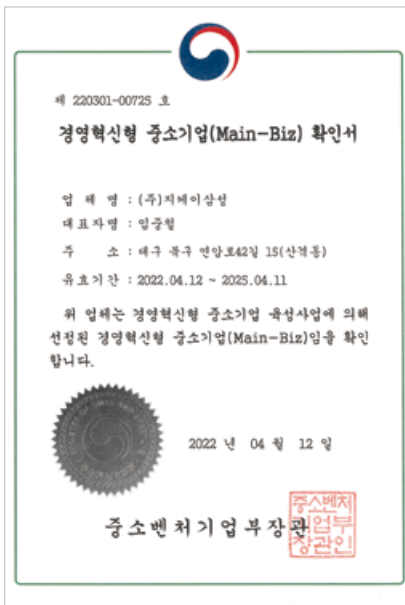 제 220301-00725 호
경영혁신형 중소기업(Main-Biz) 확인서
업 체 명 : (주)지제이삼성
대표자명 : 임중철
주 소 : 대구 북구 연암로42길 15(산격동)
유효기간 : 2022.04.12 ~ 2025.04.11
위 업체는 경영혁신형 중소기업 육성사업에 의해
선정된 경영혁신형 중소기업(Main-Biz)임을 확인
합니다.
2022 년 04 월 12 일
중소벤처기업부장관
중소벤처
기업부
장관인